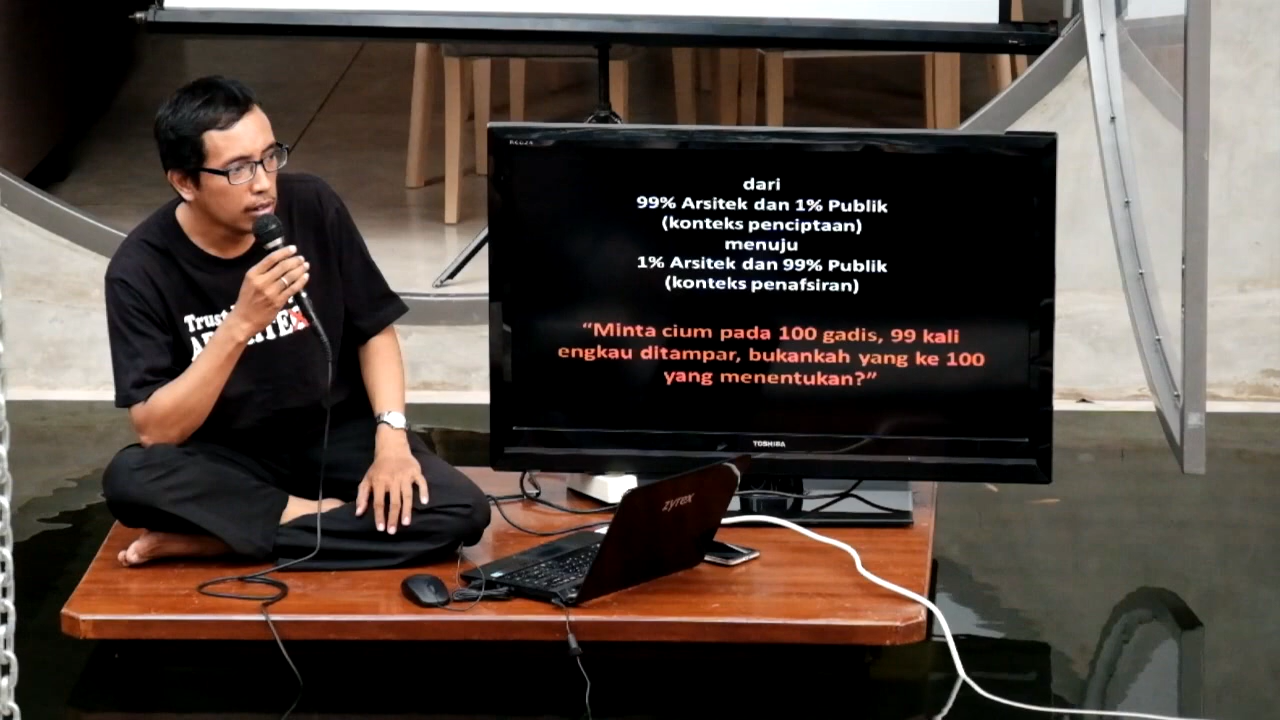 dari
99% Arsitek dan 1% Publik
(konteks penciptaan)
menuju
1% Arsitek dan 99% Publik
(konteks penafsiran)
“Minta cium pada 100 gadis, 99 kali
engkau ditampar, bukankah yang ke 100
yang menentukan?”
TOSHIBA
zyrex
Trust